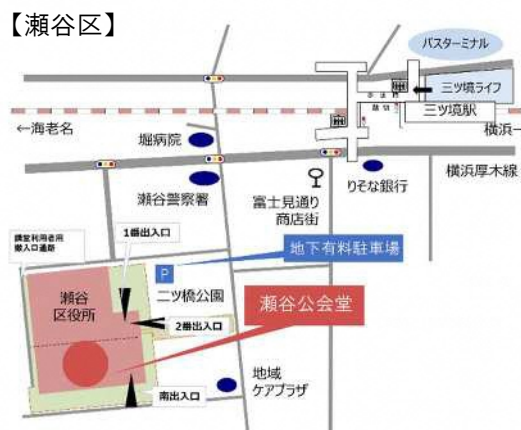 【瀬谷区】
バスターミナル
三ツ境ライフ
三ツ境駅
←海老名
横浜→
堀病院
横浜厚木線
瀬谷警察署
富士見通り
商店街
りそな銀行
1番出入口
地下有料駐車場
P
二ツ橋公園
瀬谷
区役所
瀬谷公会堂
2番出入口
地域
ケアプラザ
南出入口